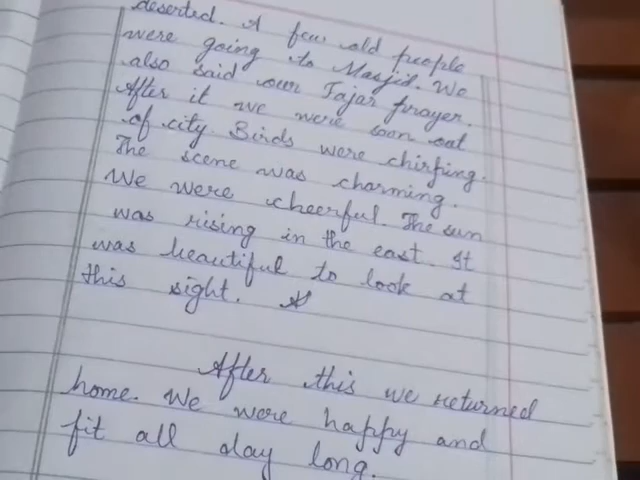 deserted. A few old people
were going to Masjid. We
also said our Fajar prayer.
After it we were soon out
of city. Birds were chirping.
The scene was charming.
We were cheerful. The sun
was rising in the east. It
was beautiful to look at
this sight.
After this we returned
home. We were happy and
fit all day long.